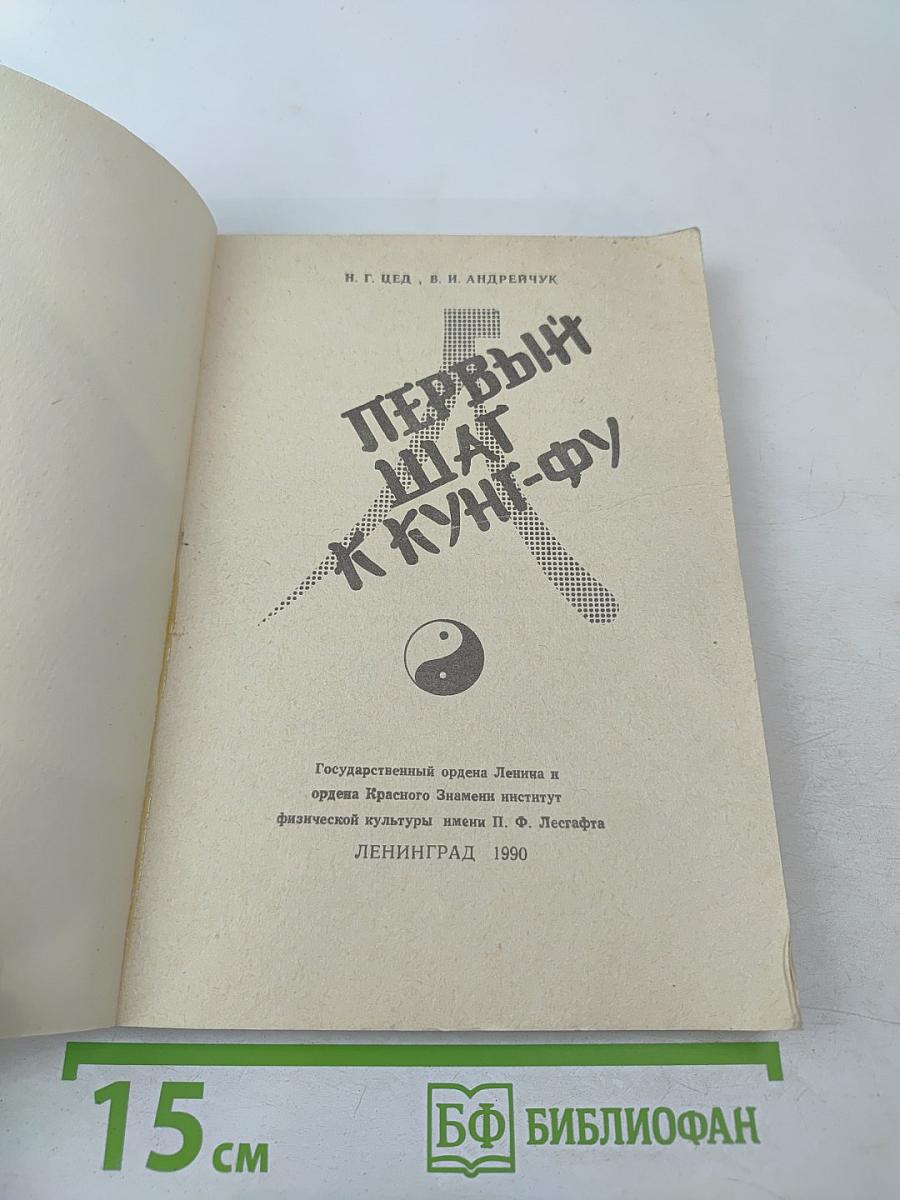 Н. Г. ЦЕД , В. И. АНДРЕЙЧУК
ПЕРВЫЙ
ШАГ
К КУНГ-ФУ
Государственный ордена Ленина и
ордена Красного Знамени институт
физической культуры имени П. Ф. Лесгафта
ЛЕНИНГРАД 1990
15 см
БФ БИБЛИОФАН